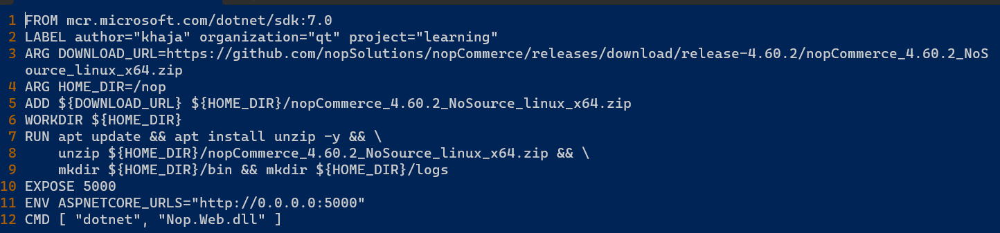 1 FROM mcr.microsoft.com/dotnet/sdk:7.0
2 LABEL author="khaja" organization="qt" project="learning"
3 ARG DOWNLOAD_URL=https://github.com/nopSolutions/nopCommerce/releases/download/release-4.60.2/nopCommerce_4.60.2_NoS
ource_linux_x64.zip
4 ARG HOME_DIR=/nop
5 ADD ${DOWNLOAD_URL} ${HOME_DIR}/nopCommerce_4.60.2_NoSource_linux_x64.zip
6 WORKDIR ${HOME_DIR}
7 RUN apt update && apt install unzip -y && \
8     unzip ${HOME_DIR}/nopCommerce_4.60.2_NoSource_linux_x64.zip && \
9     mkdir ${HOME_DIR}/bin && mkdir ${HOME_DIR}/logs
10 EXPOSE 5000
11 ENV ASPNETCORE_URLS="http://0.0.0.0:5000"
12 CMD [ "dotnet", "Nop.Web.dll" ]